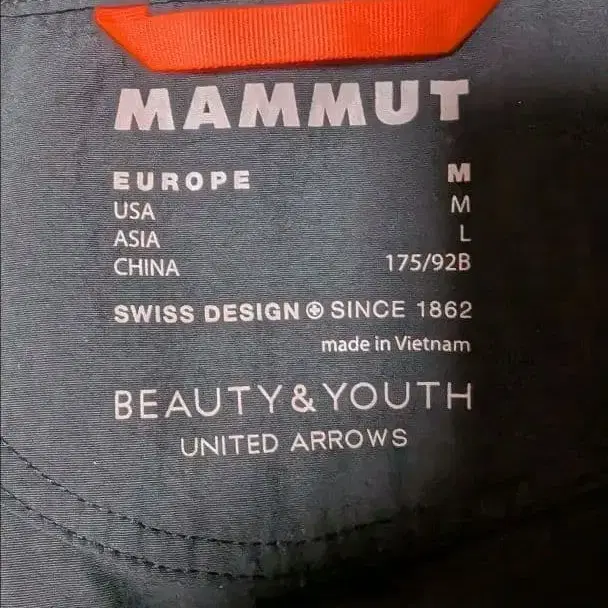 MAMMUT
EUROPE M
USA M
ASIA L
CHINA 175/92B
SWISS DESIGN SINCE 1862
made in Vietnam
BEAUTY&YOUTH
UNITED ARROWS